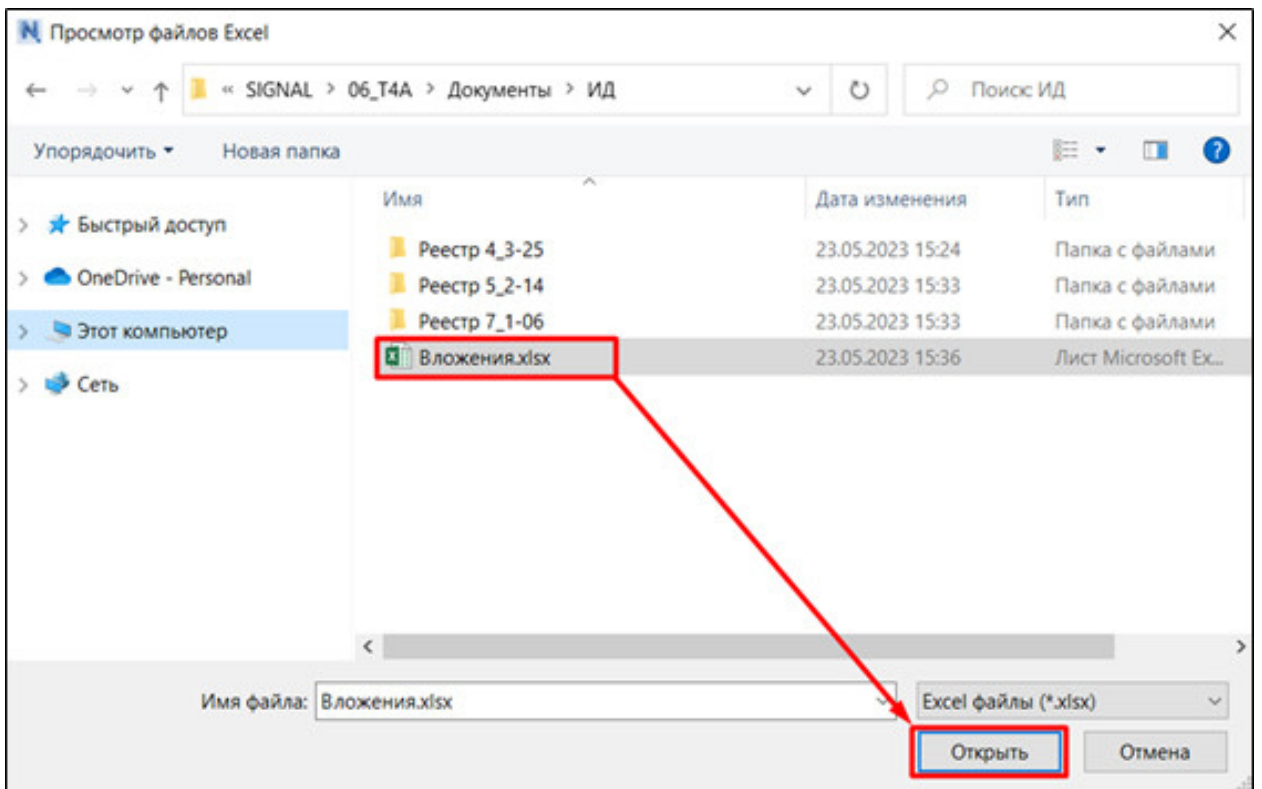 Просмотр файлов Excel
« SIGNAL > 06_T4A > Документы > ИД
Поиск: ИД
Упорядочить Новая папка
Имя Дата изменения Тип
Быстрый доступ
OneDrive - Personal
Этот компьютер
Сеть
Реестр 4_3-25 23.05.2023 15:24 Папка с файлами
Реестр 5_2-14 23.05.2023 15:33 Папка с файлами
Реестр 7_1-06 23.05.2023 15:33 Папка с файлами
Вложения.xlsx 23.05.2023 15:36 Лист Microsoft Ex...
Имя файла: Вложения.xlsx Excel файлы (*.xlsx)
Открыть Отмена